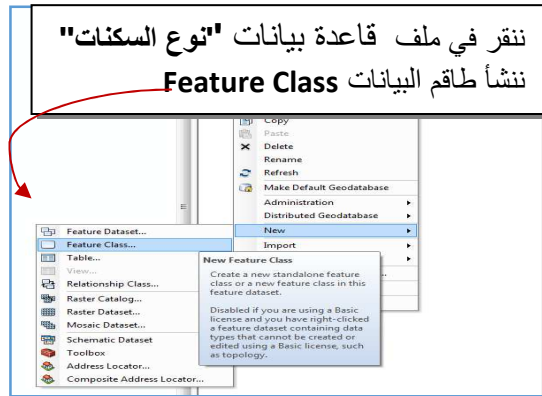 ننقر في ملف قاعدة بيانات "نوع السكنات"
ننشأ طاقم البيانات Feature Class
Copy
Paste
Delete
Rename
Refresh
Make Default Geodatabase
Administration
Distributed Geodatabase
New
Import
Feature Dataset...
Feature Class...
Table...
View...
Relationship Class...
Raster Catalog...
Raster Dataset...
Mosaic Dataset...
Schematic Dataset
Toolbox
Address Locator...
Composite Address Locator...
New Feature Class
Create a new standalone feature
class or a new feature class in this
feature dataset.
Disabled if you are using a Basic
license and you have right-clicked
a feature dataset containing data
types that cannot be created or
edited using a Basic license, such
as topology.
...